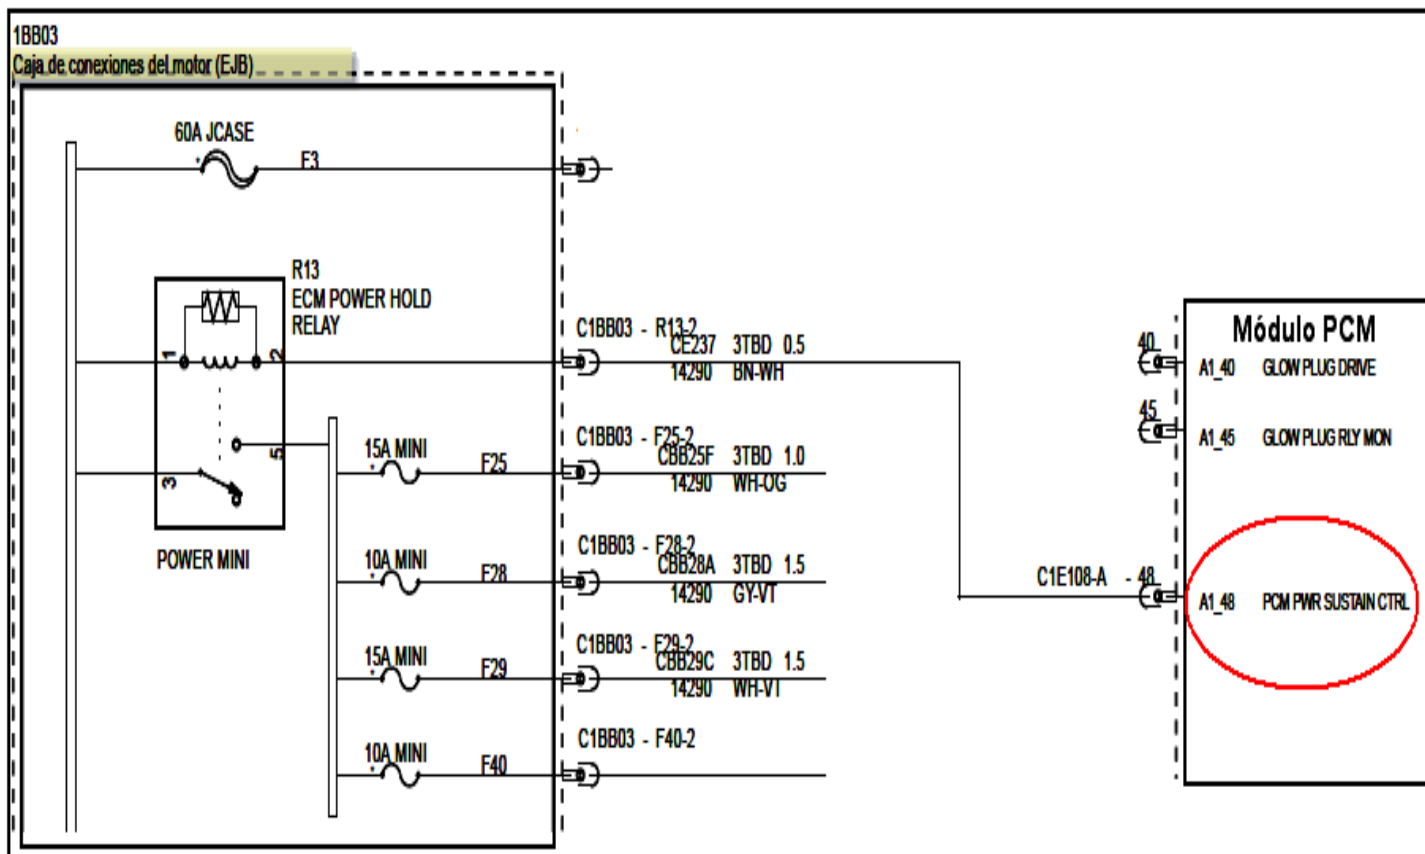 1BB03
Caja de conexiones del motor (EJB)
60A JCASE
F3
R13
ECM POWER HOLD
RELAY
1
2
3
5
POWER MINI
15A MINI
F25
10A MINI
F28
15A MINI
F29
10A MINI
F40
C1BB03 - R13-2
CE237 3TBD 0.5
14290 BN-WH
C1BB03 - F25-2
CBB25F 3TBD 1.0
14290 WH-OG
C1BB03 - F28-2
CBB28A 3TBD 1.5
14290 GY-VT
C1BB03 - F29-2
CBB29C 3TBD 1.5
14290 WH-VT
C1BB03 - F40-2
Módulo PCM
40
A1_40 GLOW PLUG DRIVE
45
A1_45 GLOW PLUG RLY MON
C1E108-A - 48
A1_48 PCM PWR SUSTAIN CTRL